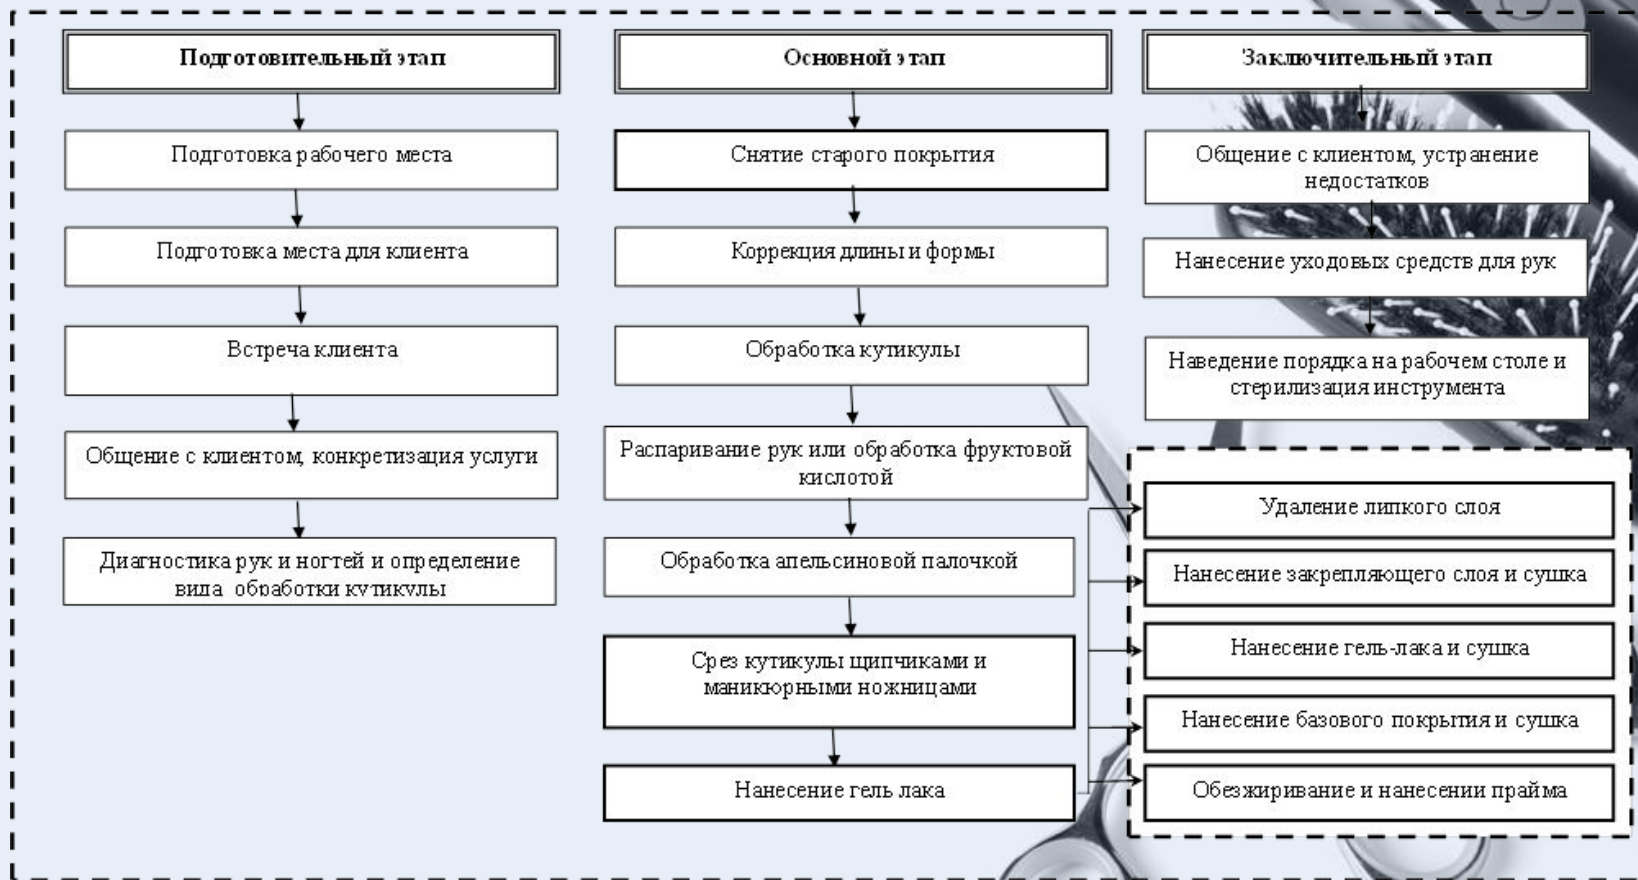 Подготовительный этап
Подготовка рабочего места
Подготовка места для клиента
Встреча клиента
Общение с клиентом, конкретизация услуги
Диагностика рук и ногтей и определение
вида обработки кутикулы
Основной этап
Снятие старого покрытия
Коррекция длины и формы
Обработка кутикулы
Распаривание рук или обработка фруктовой
кислотой
Обработка апельсиновой палочкой
Срез кутикулы щипчиками и
маникюрными ножницами
Нанесение гель лака
Заключительный этап
Общение с клиентом, устранение
недостатков
Нанесение уходовых средств для рук
Наведение порядка на рабочем столе и
стерилизация инструмента
Удаление липкого слоя
Нанесение закрепляющего слоя и сушка
Нанесение гель-лака и сушка
Нанесение базового покрытия и сушка
Обезжиривание и нанесении прайма